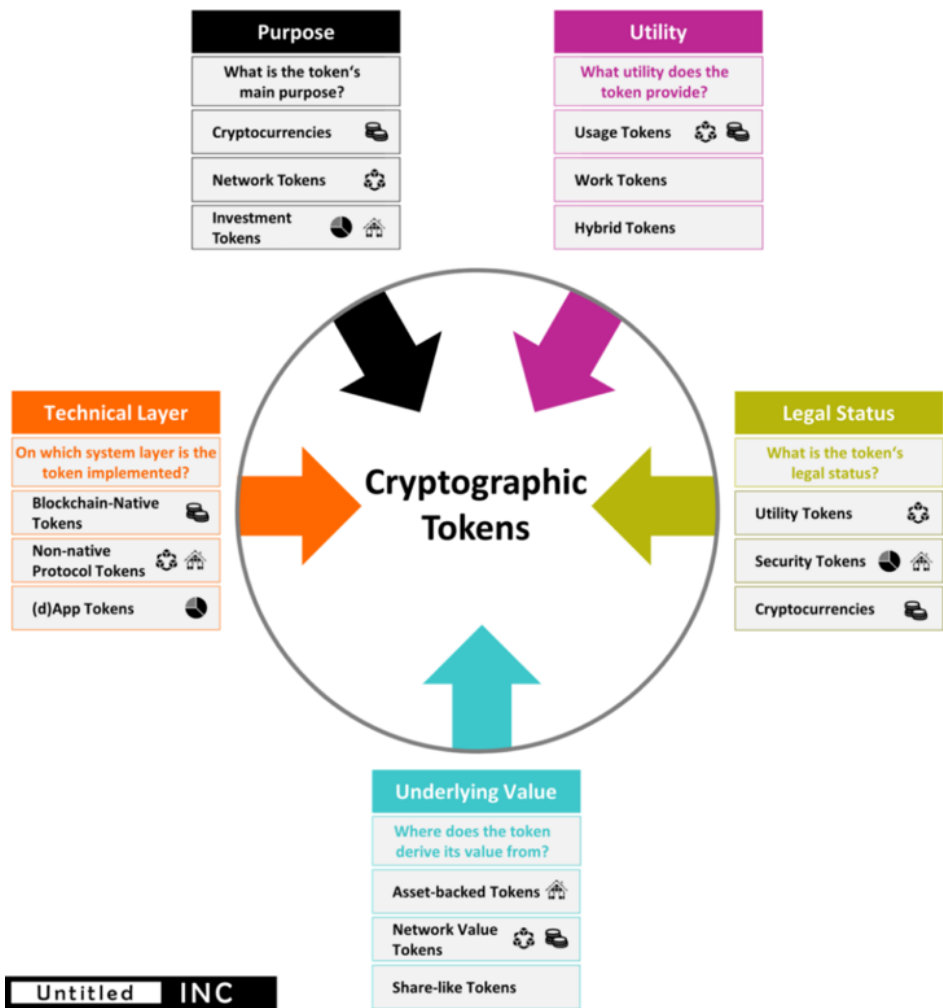 Purpose
What is the token's
main purpose?
Cryptocurrencies
Network Tokens
Investment
Tokens
Utility
What utility does the
token provide?
Usage Tokens
Work Tokens
Hybrid Tokens
Technical Layer
On which system layer is the
token implemented?
Blockchain-Native
Tokens
Non-native
Protocol Tokens
(d)App Tokens
Cryptographic
Tokens
Legal Status
What is the token's
legal status?
Utility Tokens
Security Tokens
Cryptocurrencies
Underlying Value
Where does the token
derive its value from?
Asset-backed Tokens
Network Value
Tokens
Share-like Tokens
Untitled INC